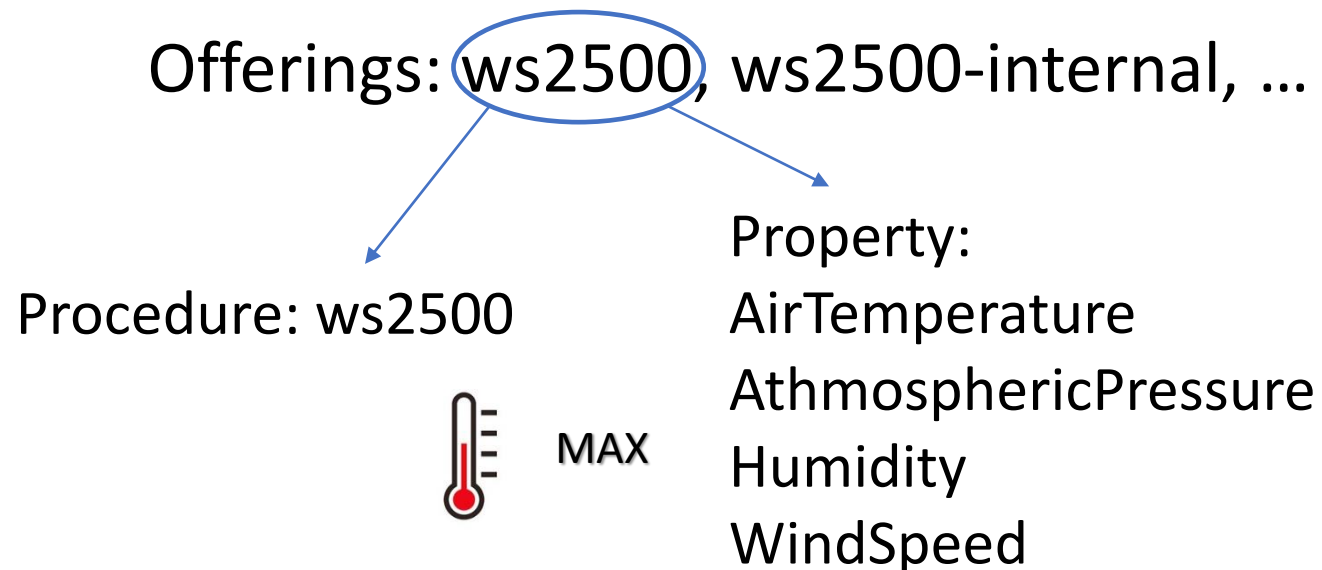 Offerings: ws2500, ws2500-internal, ...
Property:
Procedure: ws2500
AirTemperature
AthmosphericPressure
MAX
Humidity
WindSpeed